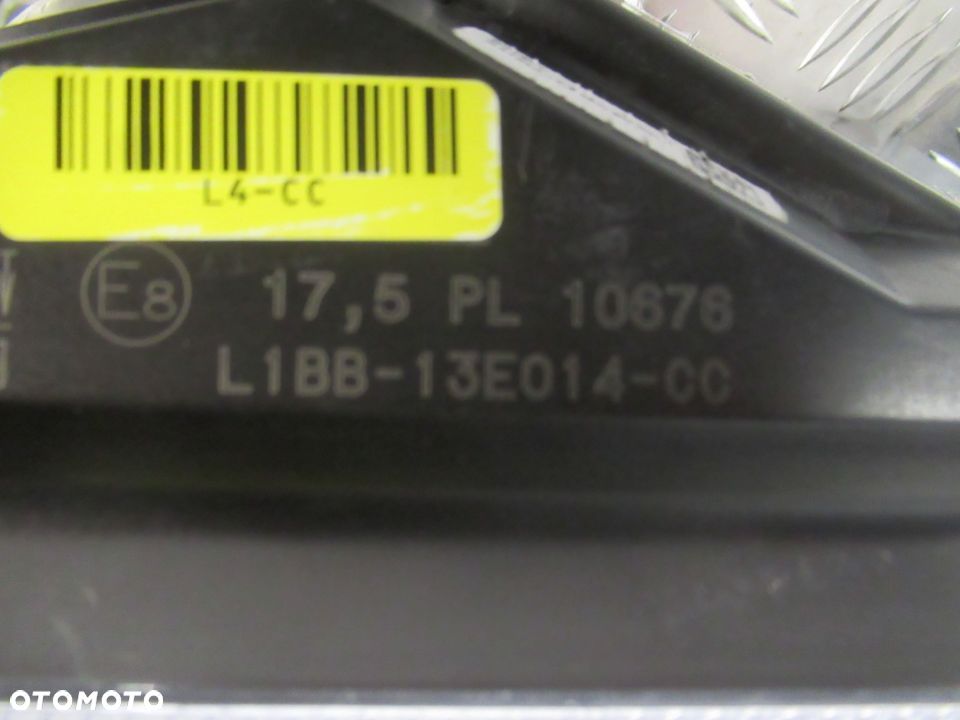 L4-CC
E8 17,5 PL 10676
L1BB-13E014-CC
OTOMOTO